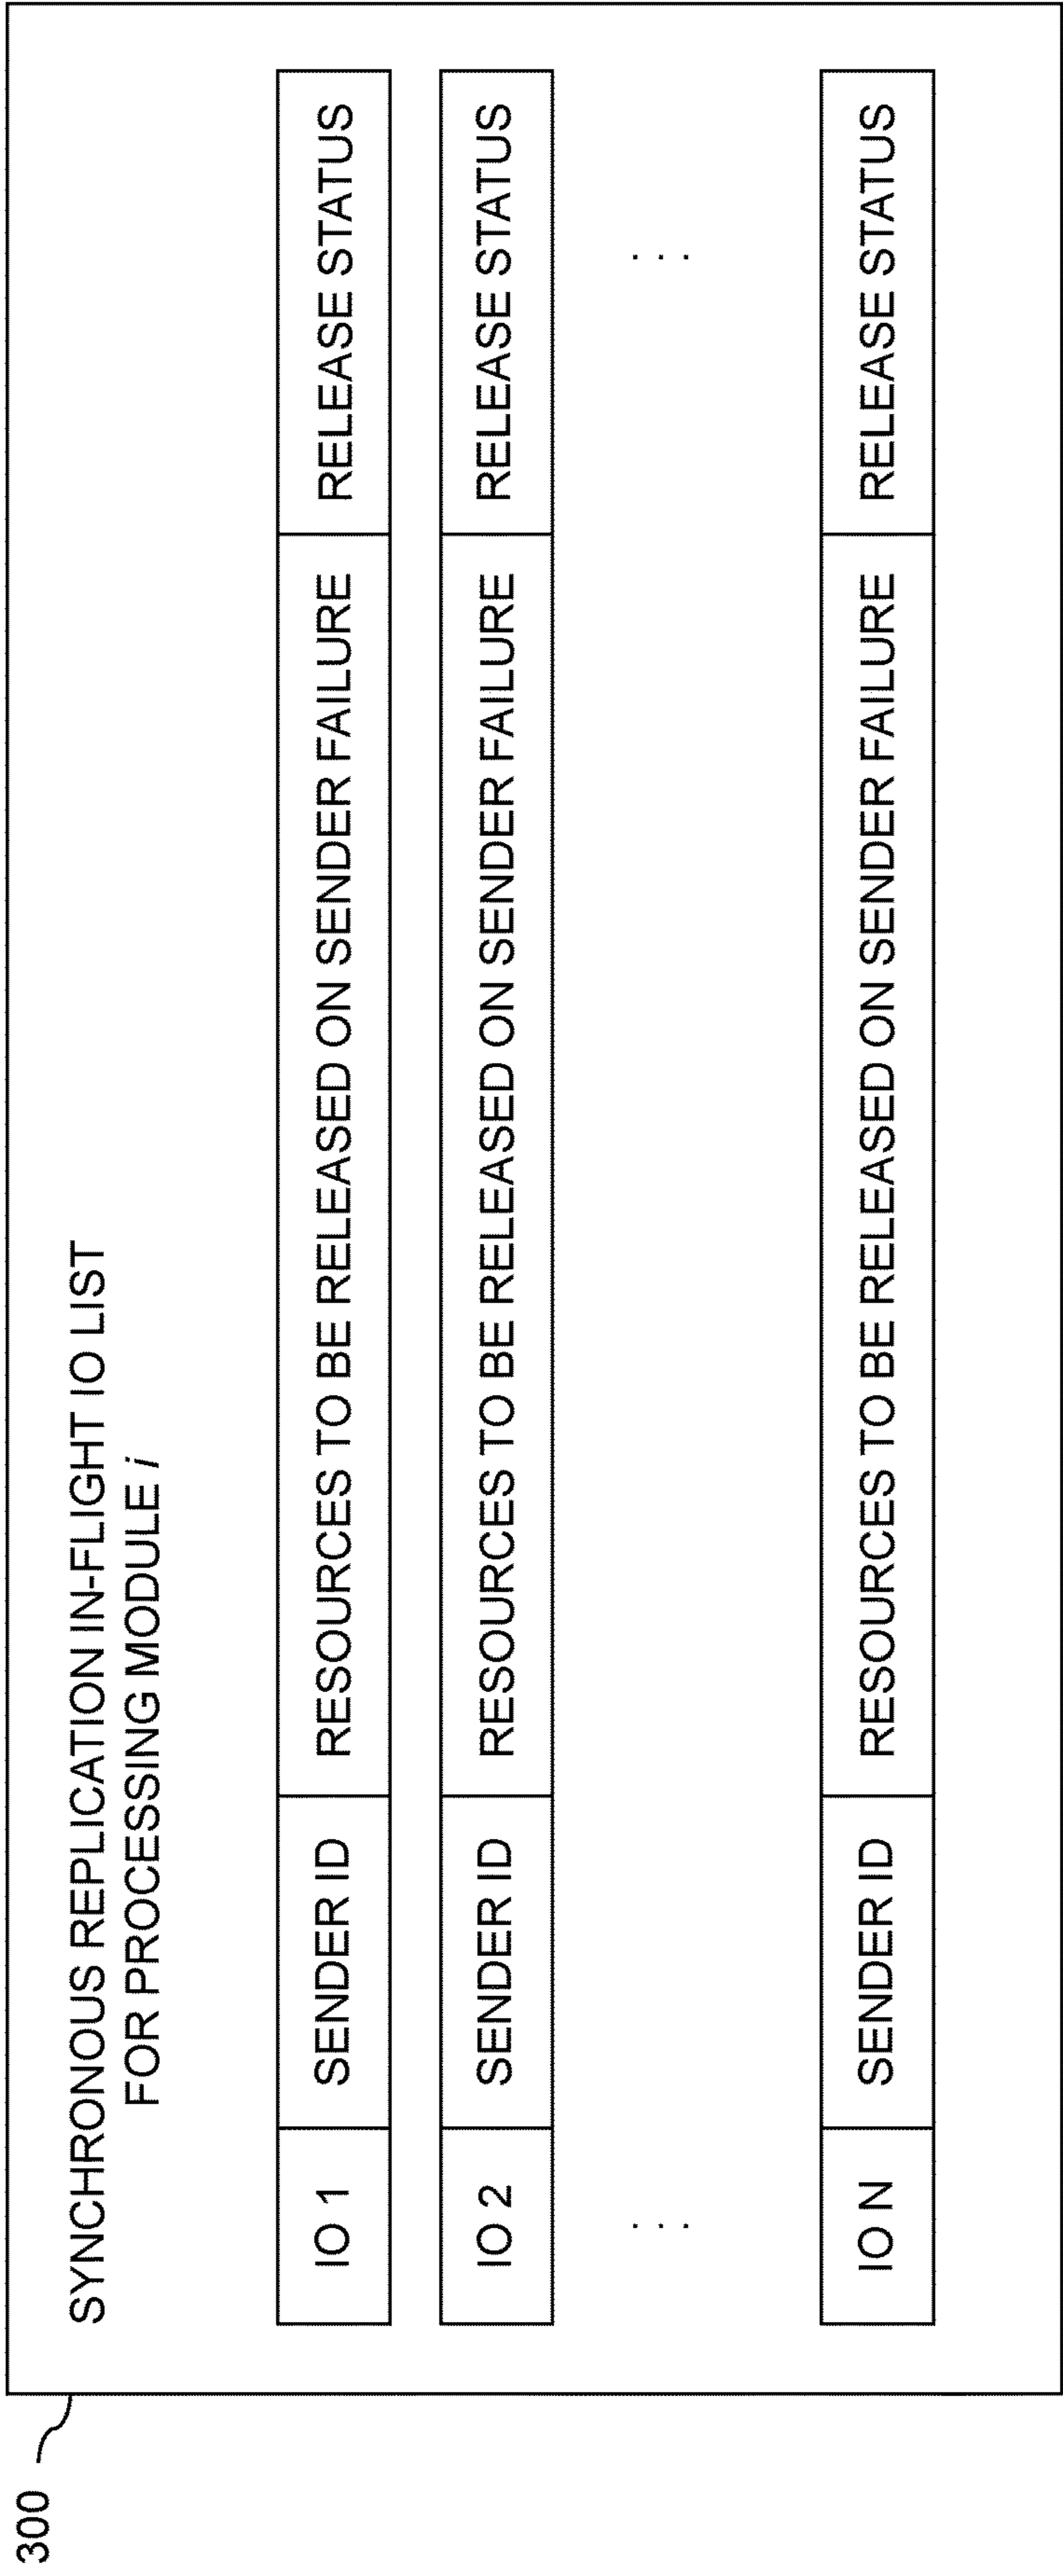 300
SYNCHRONOUS REPLICATION IN-FLIGHT IO LIST
FOR PROCESSING MODULE i
IO 1 SENDER ID RESOURCES TO BE RELEASED ON SENDER FAILURE RELEASE STATUS
IO 2 SENDER ID RESOURCES TO BE RELEASED ON SENDER FAILURE RELEASE STATUS
. . . . . .
IO N SENDER ID RESOURCES TO BE RELEASED ON SENDER FAILURE RELEASE STATUS